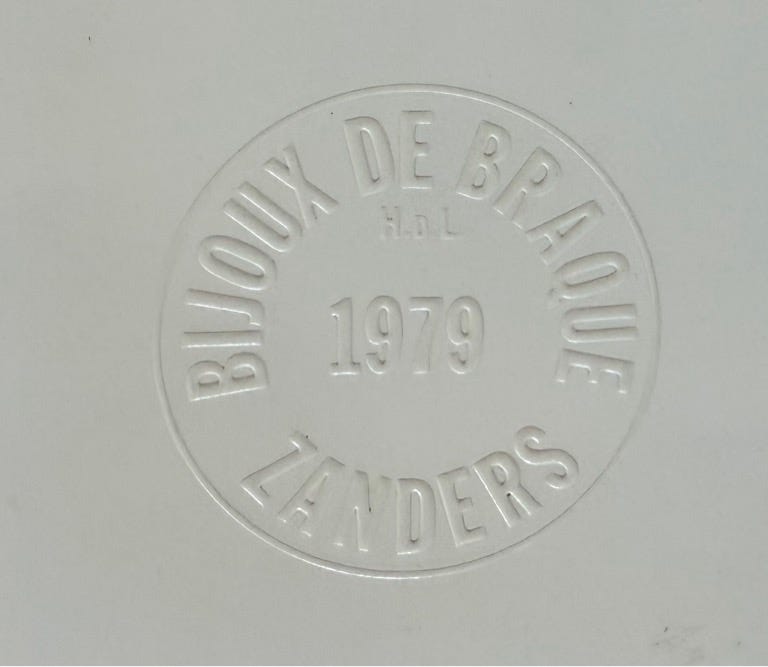 BIJOUX DE BRAQUE
H.D L
1979
ZANDERS